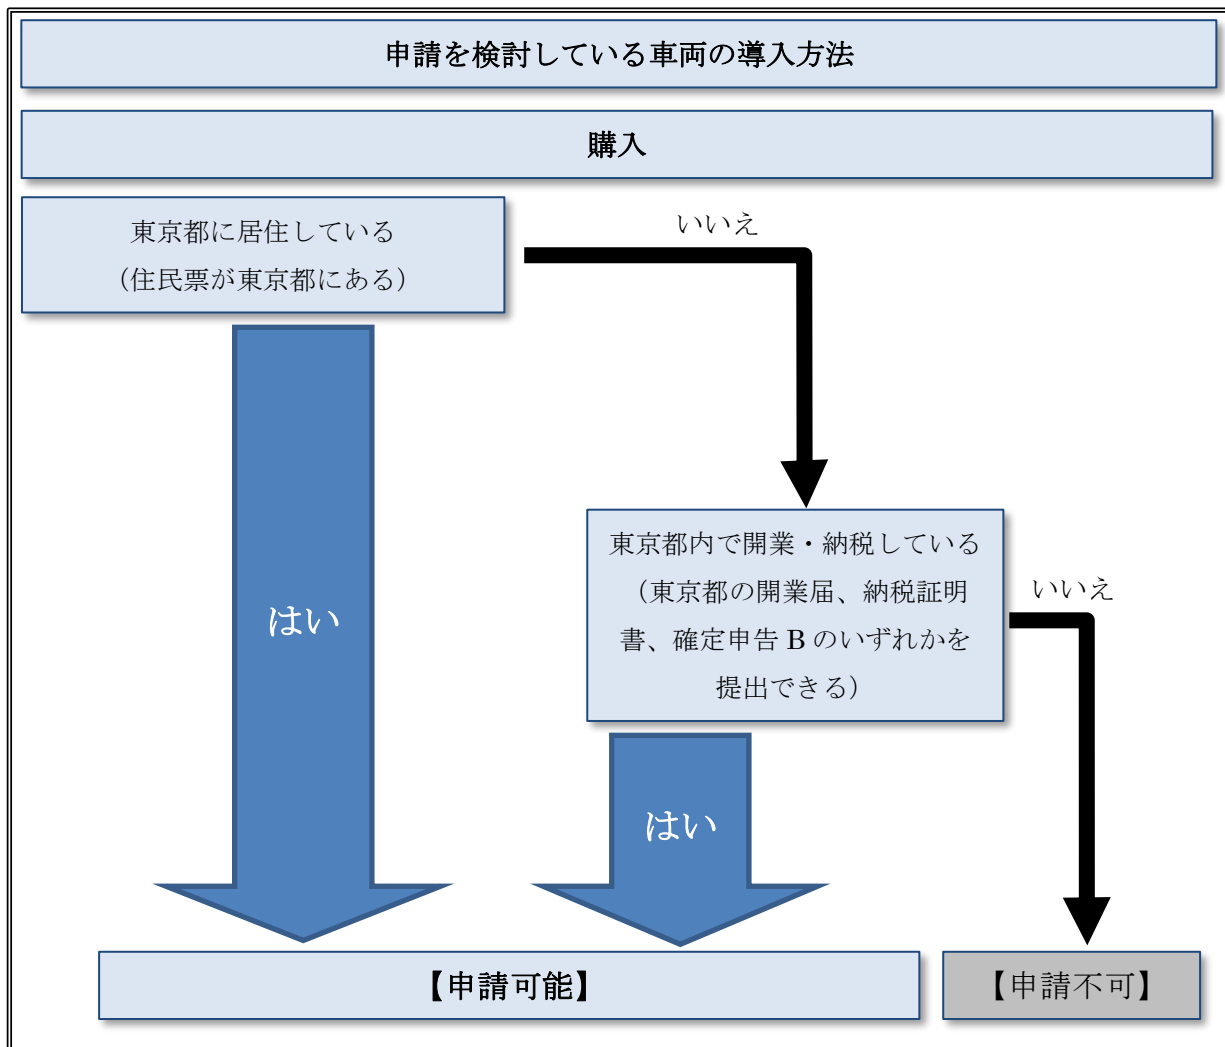 申請を検討している車両の導入方法
購入
東京都に居住している
（住民票が東京都にある）
いいえ
東京都内で開業・納税している
（東京都の開業届、納税証明
書、確定申告 B のいずれかを
提出できる）
いいえ
はい
はい
【申請可能】
【申請不可】